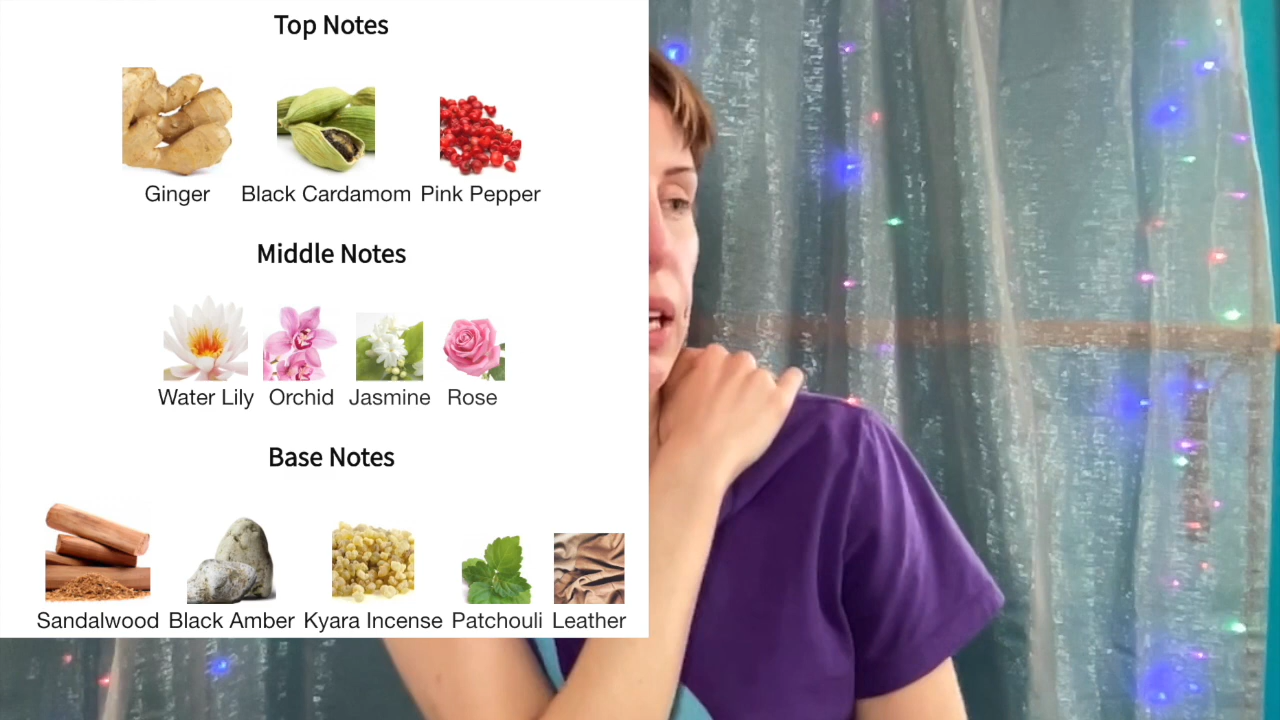 Top Notes
Ginger Black Cardamom Pink Pepper
Middle Notes
Water Lily Orchid Jasmine Rose
Base Notes
Sandalwood Black Amber Kyara Incense Patchouli Leather